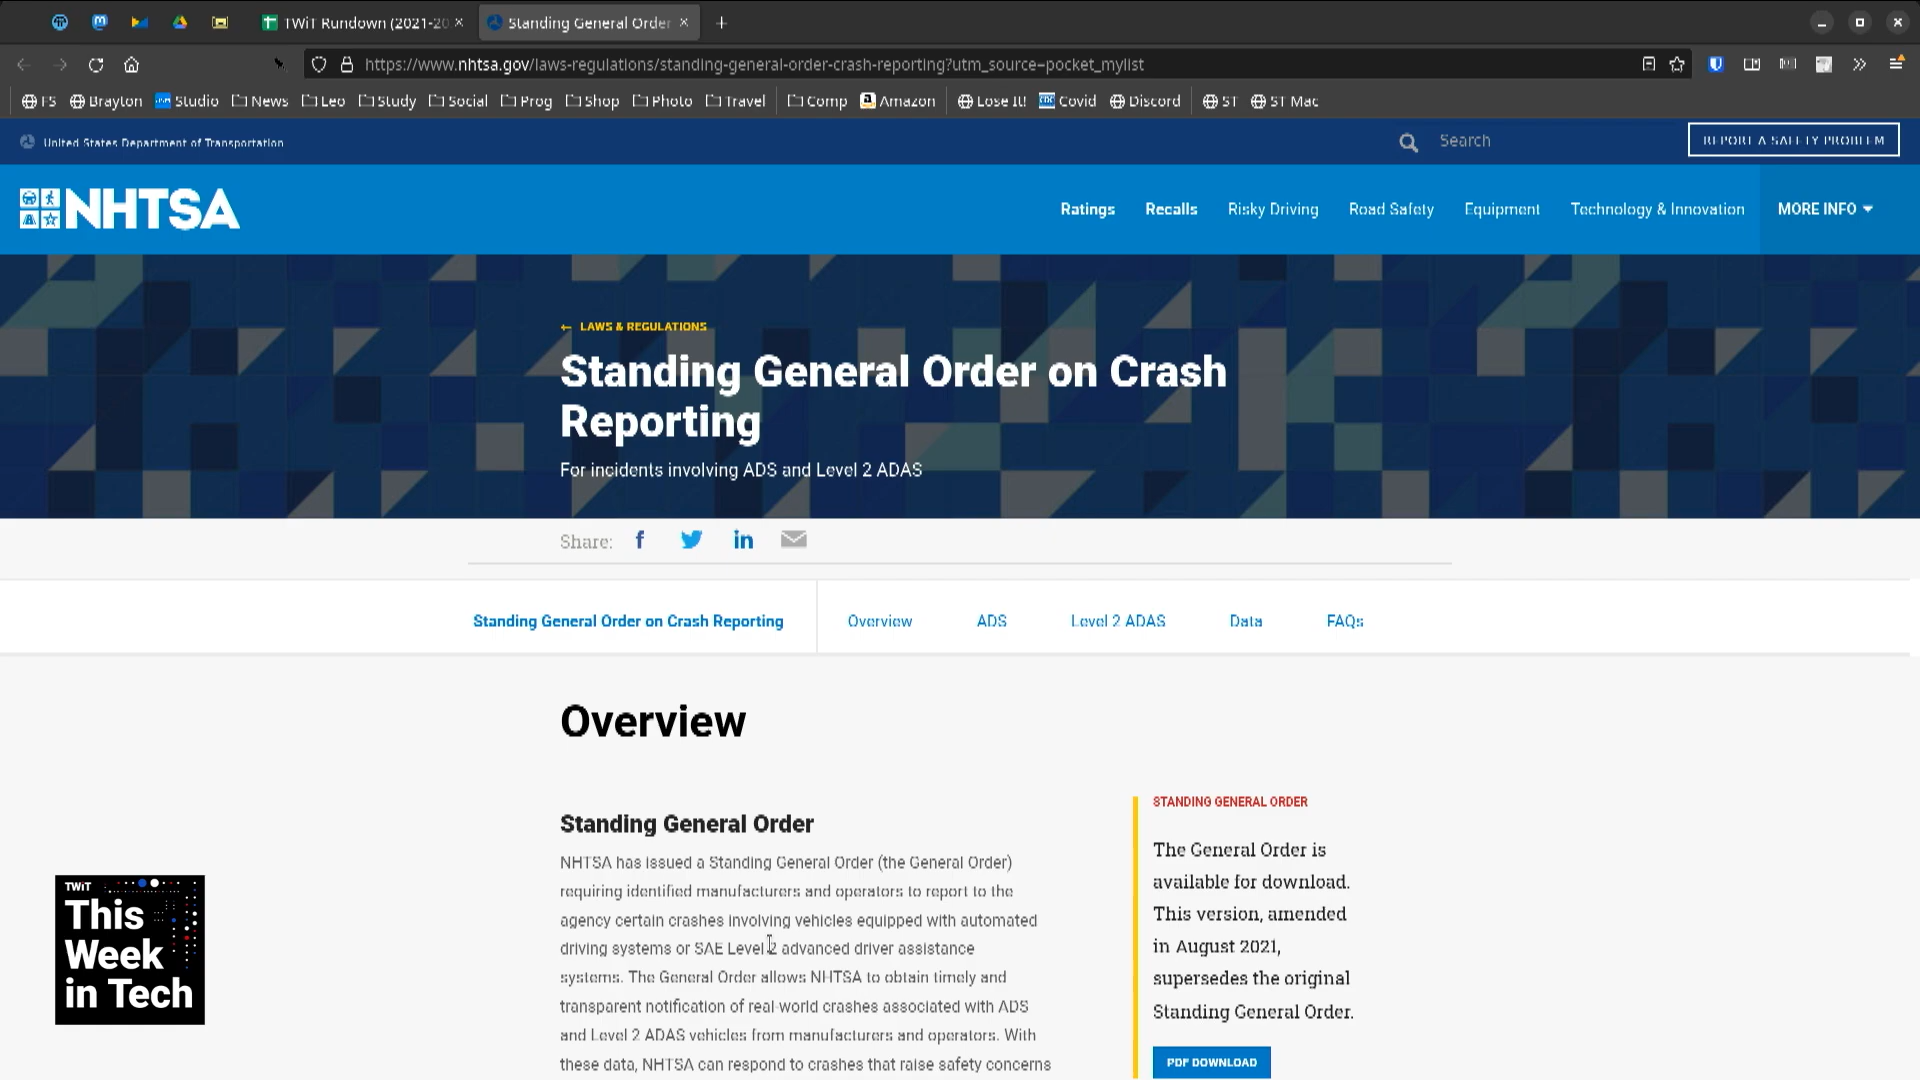 TWiT Rundown (2021-20
Standing General Order
https://www.nhtsa.gov/laws-regulations/standing-general-order-crash-reporting?utm_source=pocket_mylist
FS Brayton Studio News Leo Study Social Prog Shop Photo Travel Comp Amazon Lose It! Covid Discord ST ST Mac
United States Department of Transportation
Search
REPORT A SAFETY PROBLEM
NHTSA
Ratings Recalls Risky Driving Road Safety Equipment Technology & Innovation MORE INFO
← LAWS & REGULATIONS
Standing General Order on Crash
Reporting
For incidents involving ADS and Level 2 ADAS
Share:
Standing General Order on Crash Reporting Overview ADS Level 2 ADAS Data FAQs
Overview
Standing General Order
NHTSA has issued a Standing General Order (the General Order)
requiring identified manufacturers and operators to report to the
agency certain crashes involving vehicles equipped with automated
driving systems or SAE Level 2 advanced driver assistance
systems. The General Order allows NHTSA to obtain timely and
transparent notification of real-world crashes associated with ADS
and Level 2 ADAS vehicles from manufacturers and operators. With
these data, NHTSA can respond to crashes that raise safety concerns
STANDING GENERAL ORDER
The General Order is
available for download.
This version, amended
in August 2021,
supersedes the original
Standing General Order.
PDF DOWNLOAD
TWiT
This
Week
in Tech